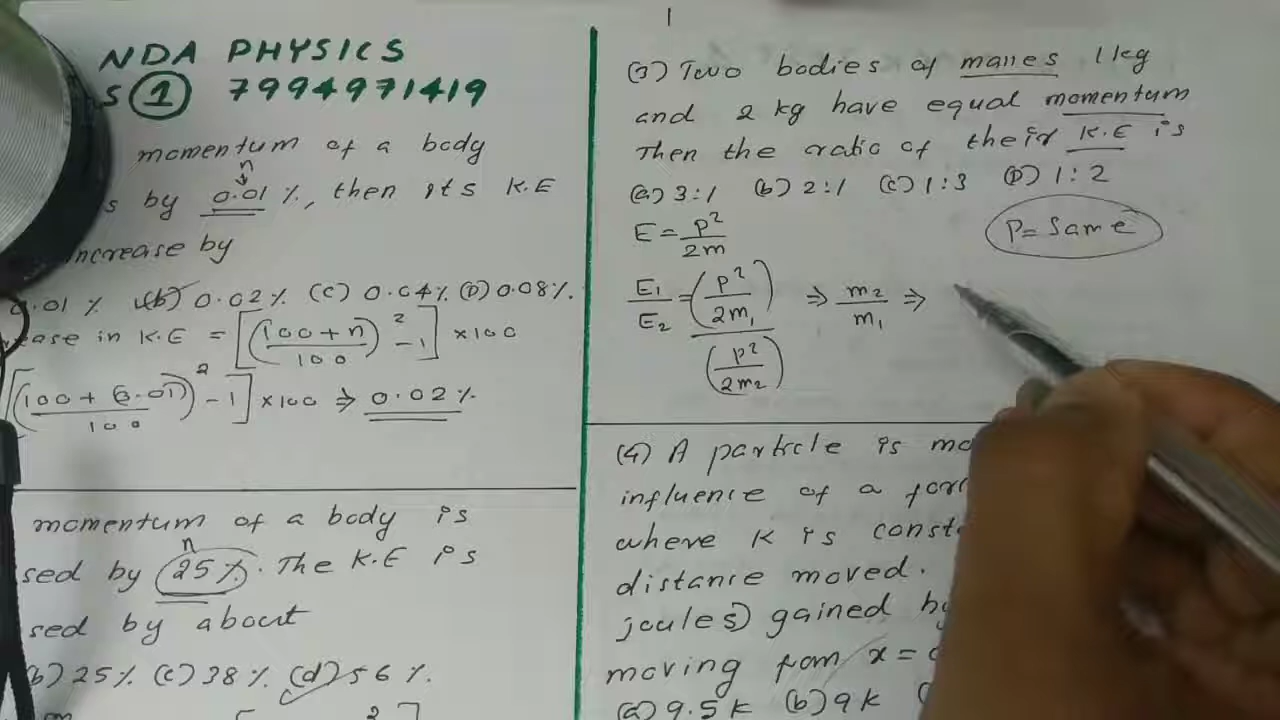 1
NDA PHYSICS
S 1 7994971419
momentum of a body
n
s by 0.01 %, then its K.E
increase by
0.01 % (b) 0.02% (c) 0.04% (D) 0.08%.
ease in K.E = [((100+n)/100)² -1] ×100
[((100 + 0.01)/100)² -1] ×100 ⇒ 0.02 %
momentum of a body is
n
sed by (25%). The K.E is
sed by about
(b) 25% (c) 38% (d) 56 %.
2
(3) Two bodies of masses 1 kg
and 2 kg have equal momentum
Then the ratio of their K.E is
(a) 3:1 (b) 2:1 (c) 1:3 (D) 1:2
E = p²/2m
P = Same
E1/E2 = (p²/2m1)/(p²/2m2) ⇒ m2/m1 ⇒
(4) A particle is mo
influence of a for
where K is const
distance moved.
joules) gained by
moving fom x =
(a) 9.5 K (b) 9 K (